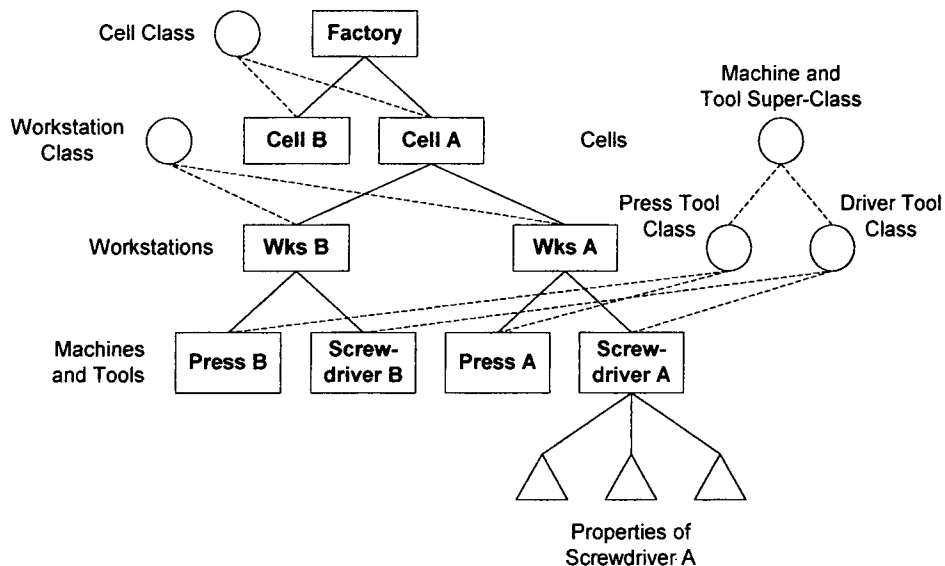 Cell Class
Factory
Machine and
Tool Super-Class
Workstation
Class
Cell B
Cell A
Cells
Press Tool
Class
Driver Tool
Class
Workstations
Wks B
Wks A
Machines
and Tools
Press B
Screw-
driver B
Press A
Screw-
driver A
Properties of
Screwdriver A